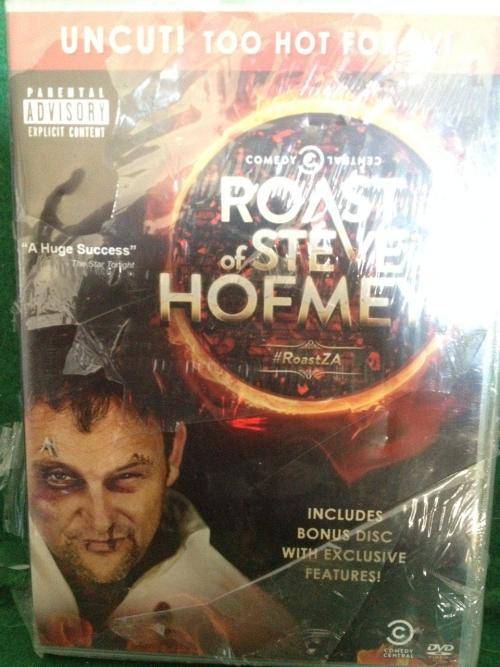 UNCUT! TOO HOT
PARENTAL
ADVISORY
EXPLICIT CONTENT
COMEDY CENTRAL
ROAST
of STEVE
HOFME
"A Huge Success"
The Star Tonight
#RoastZA
INCLUDES
BONUS DISC
WITH EXCLUSIVE
FEATURES!
COMEDY
CENTRAL
DVD